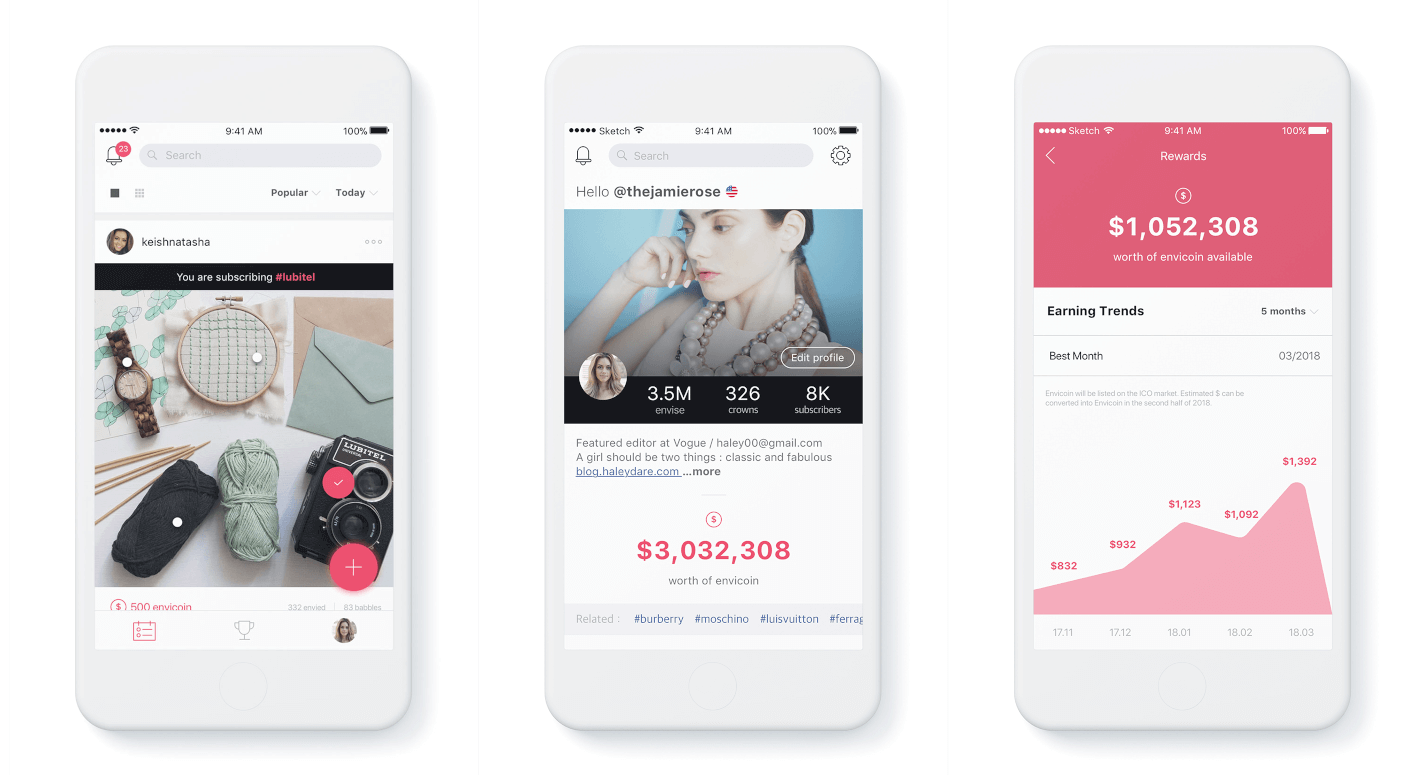 9:41 AM
100%
23
Search
Popular
Today
keishnatasha
You are subscribing #lubitel
LUBITEL
UNIVERSAL
500 envicoin
332 envied
83 babbles
Sketch
9:41 AM
100%
Search
Hello @thejamierose
Edit profile
3.5M
326
8K
envise
crowns
subscribers
Featured editor at Vogue / haley00@gmail.com
A girl should be two things : classic and fabulous
blog.haleydare.com ...more
$
$3,032,308
worth of envicoin
Related : #burberry #moschino #luisvuitton #ferrag
Sketch
9:41 AM
100%
Rewards
$
$1,052,308
worth of envicoin available
Earning Trends
5 months
Best Month
03/2018
Envicoin will be listed on the ICO market. Estimated $ can be
converted into Envicoin in the second half of 2018.
$832
$932
$1,123
$1,092
$1,392
17.11
17.12
18.01
18.02
18.03